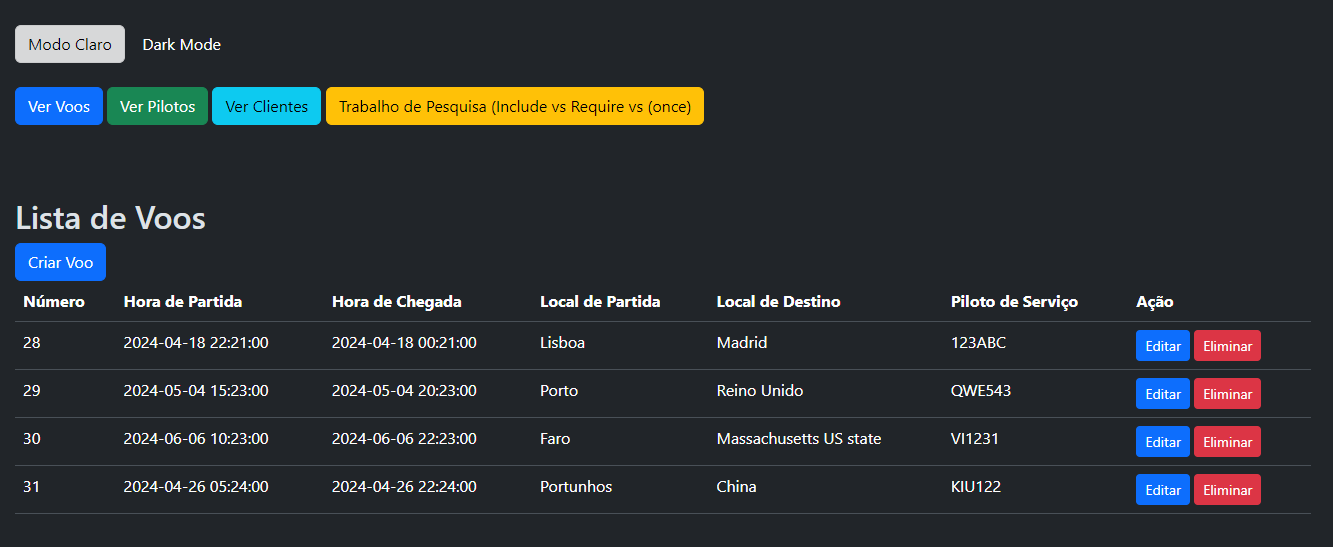 Modo Claro Dark Mode
Ver Voos Ver Pilotos Ver Clientes Trabalho de Pesquisa (Include vs Require vs (once)
Lista de Voos
Criar Voo
Número Hora de Partida Hora de Chegada Local de Partida Local de Destino Piloto de Serviço Ação
28 2024-04-18 22:21:00 2024-04-18 00:21:00 Lisboa Madrid 123ABC Editar Eliminar
29 2024-05-04 15:23:00 2024-05-04 20:23:00 Porto Reino Unido QWE543 Editar Eliminar
30 2024-06-06 10:23:00 2024-06-06 22:23:00 Faro Massachusetts US state VI1231 Editar Eliminar
31 2024-04-26 05:24:00 2024-04-26 22:24:00 Portunhos China KIU122 Editar Eliminar